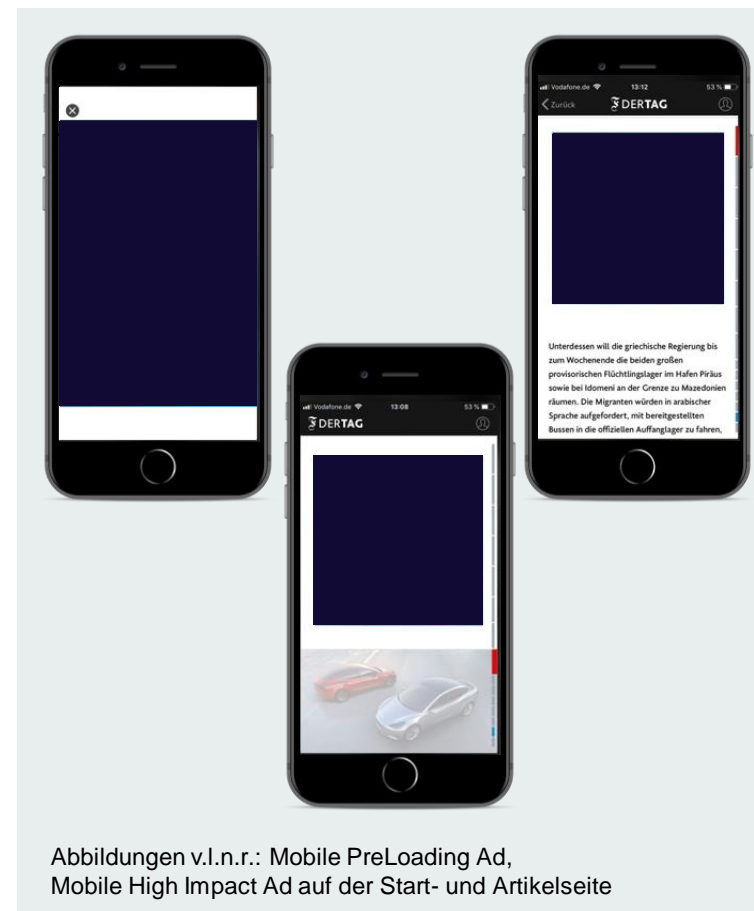 Vodafone.de 13:12 53 %
Zurück F DERTAG
Unterdessen will die griechische Regierung bis
zum Wochenende die beiden großen
provisorischen Flüchtlingslager im Hafen Piräus
sowie bei Idomeni an der Grenze zu Mazedonien
räumen. Die Migranten würden in arabischer
Sprache aufgefordert, mit bereitgestellten
Bussen in die offiziellen Auffanglager zu fahren,
Vodafone.de 13:08 53 %
F DERTAG
Abbildungen v.l.n.r.: Mobile PreLoading Ad,
Mobile High Impact Ad auf der Start- und Artikelseite